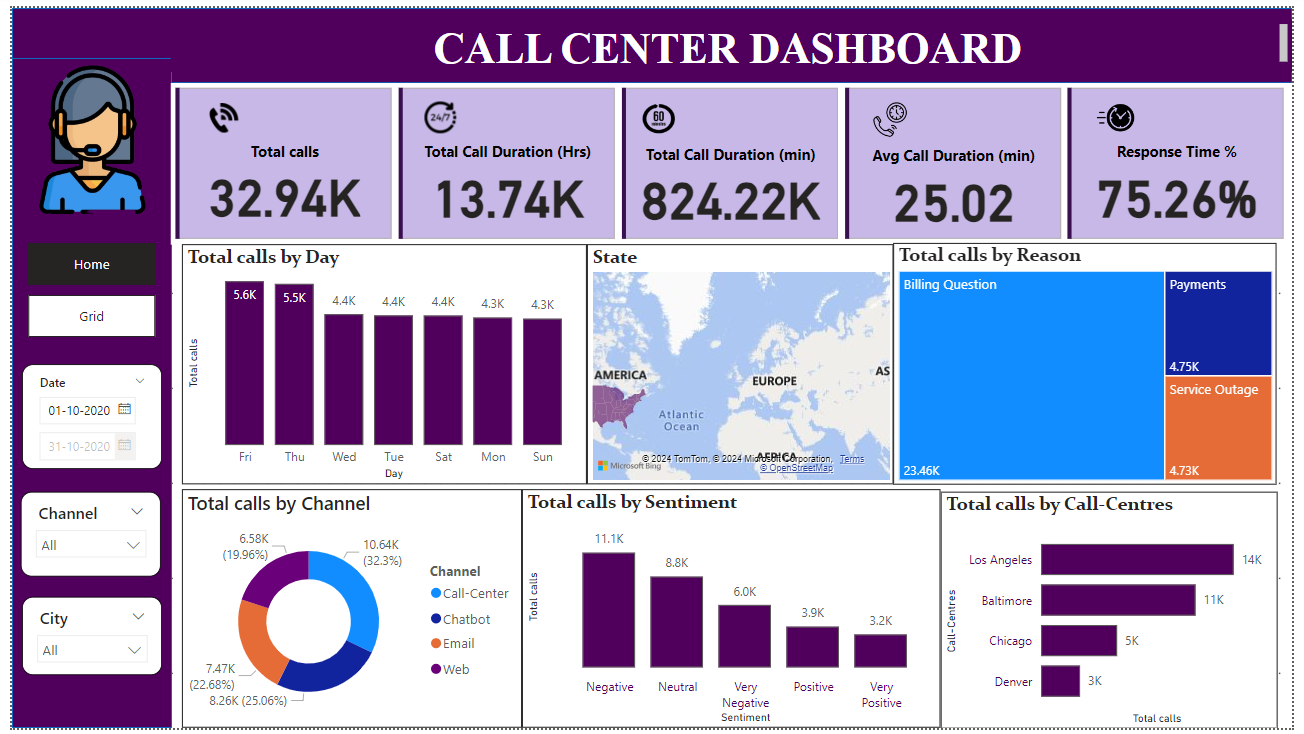 CALL CENTER DASHBOARD
Total calls
32.94K
24/7
Total Call Duration (Hrs)
13.74K
60
Total Call Duration (min)
824.22K
Avg Call Duration (min)
25.02
Response Time %
75.26%
Home
Grid
Date
01-10-2020
31-10-2020
Channel
All
City
All
Total calls by Day
Total calls
5.6K
5.5K
4.4K
4.4K
4.4K
4.3K
4.3K
Fri
Thu
Wed
Tue
Sat
Mon
Sun
Day
State
AMERICA
EUROPE
AS
Atlantic
Ocean
AFRICA
Microsoft Bing
© 2024 TomTom, © 2024 Microsoft Corporation, Terms
© OpenStreetMap
Total calls by Reason
Billing Question
23.46K
Payments
4.75K
Service Outage
4.73K
Total calls by Channel
6.58K
(19.96%)
10.64K
(32.3%)
7.47K
(22.68%)
8.26K (25.06%)
Channel
Call-Center
Chatbot
Email
Web
Total calls by Sentiment
Total calls
11.1K
8.8K
6.0K
3.9K
3.2K
Negative
Neutral
Very
Negative
Positive
Very
Positive
Sentiment
Total calls by Call-Centres
Call-Centres
Los Angeles
14K
Baltimore
11K
Chicago
5K
Denver
3K
Total calls